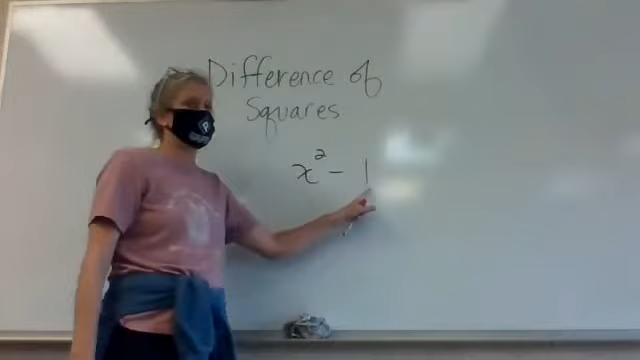 Difference of
Squares
x² - 1